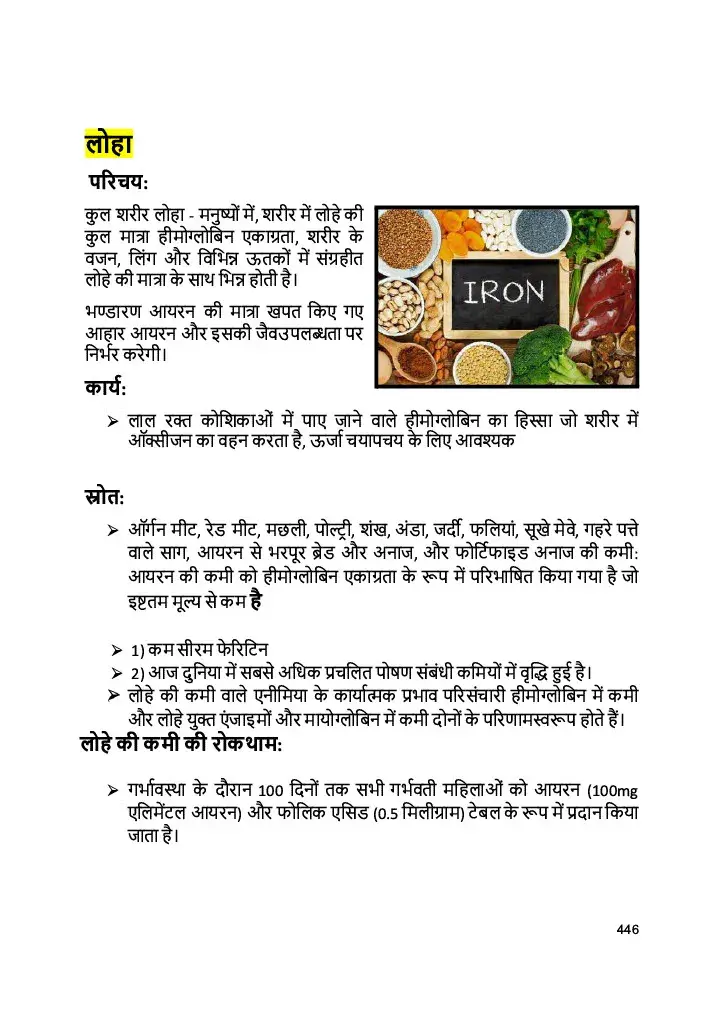 लोहा
परिचय:
कुल शरीर लोहा - मनुष्यों में, शरीर में लोहे की
कुल मात्रा हीमोग्लोबिन एकाग्रता, शरीर के
वजन, लिंग और विभिन्न ऊतकों में संग्रहीत
लोहे की मात्रा के साथ भिन्न होती है।
भण्डारण आयरन की मात्रा खपत किए गए
आहार आयरन और इसकी जैवउपलब्धता पर
निर्भर करेगी।
IRON
कार्य:
➢ लाल रक्त कोशिकाओं में पाए जाने वाले हीमोग्लोबिन का हिस्सा जो शरीर में
ऑक्सीजन का वहन करता है, ऊर्जा चयापचय के लिए आवश्यक
स्रोत:
➢ ऑर्गन मीट, रेड मीट, मछली, पोल्ट्री, शंख, अंडा, जर्दी, फलियां, सूखे मेवे, गहरे पत्ते
वाले साग, आयरन से भरपूर ब्रेड और अनाज, और फोर्टिफाइड अनाज की कमी:
आयरन की कमी को हीमोग्लोबिन एकाग्रता के रूप में परिभाषित किया गया है जो
इष्टतम मूल्य से कम है
➢ 1) कम सीरम फेरिटिन
➢ 2) आज दुनिया में सबसे अधिक प्रचलित पोषण संबंधी कमियों में वृद्धि हुई है।
➢ लोहे की कमी वाले एनीमिया के कार्यात्मक प्रभाव परिसंचारी हीमोग्लोबिन में कमी
और लोहे युक्त एंजाइमों और मायोग्लोबिन में कमी दोनों के परिणामस्वरूप होते हैं।
लोहे की कमी की रोकथाम:
➢ गर्भावस्था के दौरान 100 दिनों तक सभी गर्भवती महिलाओं को आयरन (100mg
एलिमेंटल आयरन) और फोलिक एसिड (0.5 मिलीग्राम) टेबल के रूप में प्रदान किया
जाता है।
446